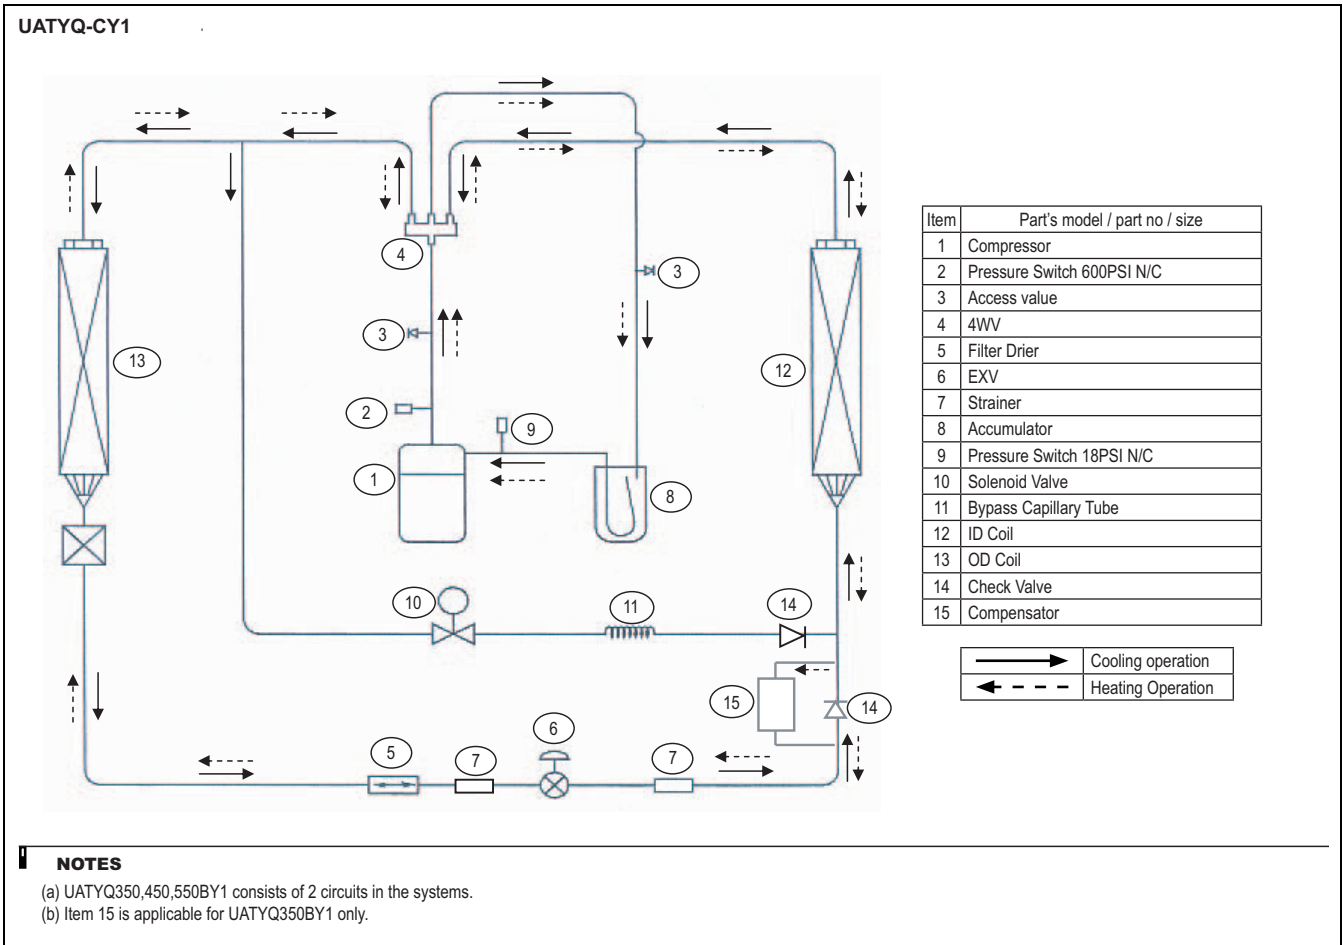 UATYQ-CY1
4
3
3
13
12
2
9
1
8
10
11
14
15
14
6
5
7
7
Item Part's model / part no / size
1 Compressor
2 Pressure Switch 600PSI N/C
3 Access value
4 4WV
5 Filter Drier
6 EXV
7 Strainer
8 Accumulator
9 Pressure Switch 18PSI N/C
10 Solenoid Valve
11 Bypass Capillary Tube
12 ID Coil
13 OD Coil
14 Check Valve
15 Compensator
Cooling operation
Heating Operation
NOTES
(a) UATYQ350,450,550BY1 consists of 2 circuits in the systems.
(b) Item 15 is applicable for UATYQ350BY1 only.